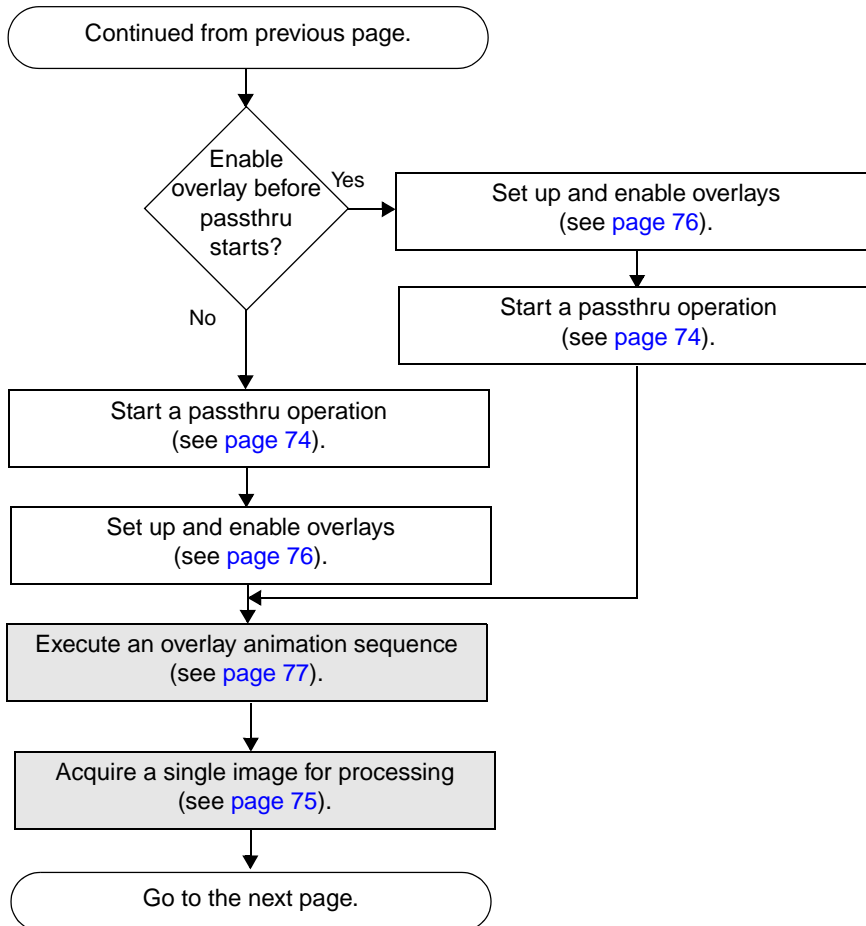 Continued from previous page.
Enable
overlay before
passthru
starts?
Yes
Set up and enable overlays
(see page 76).
Start a passthru operation
(see page 74).
No
Start a passthru operation
(see page 74).
Set up and enable overlays
(see page 76).
Execute an overlay animation sequence
(see page 77).
Acquire a single image for processing
(see page 75).
Go to the next page.